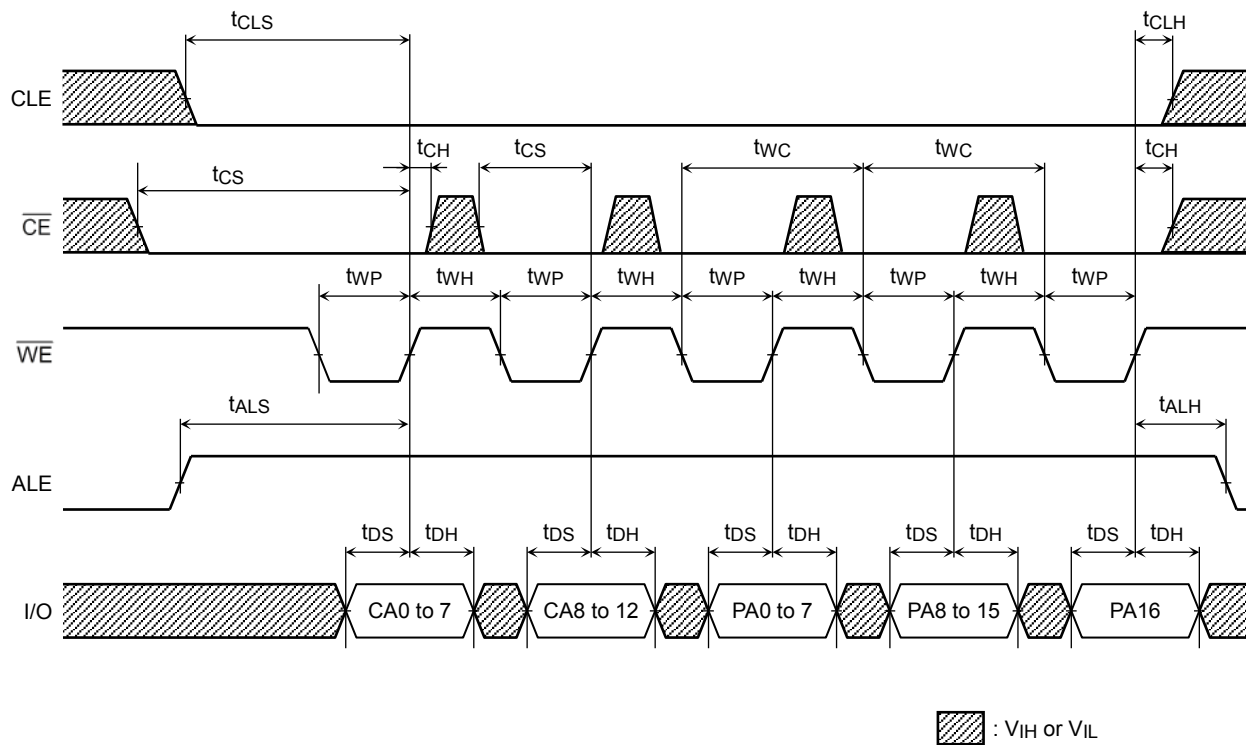 tCLS tCLH
CLE
tCH tCS tWC tWC tCH
tCS
CE
tWP tWH tWP tWH tWP tWH tWP tWH tWP
WE
tALS tALH
ALE
tDS tDH tDS tDH tDS tDH tDS tDH tDS tDH
I/O CA0 to 7 CA8 to 12 PA0 to 7 PA8 to 15 PA16
: VIH or VIL